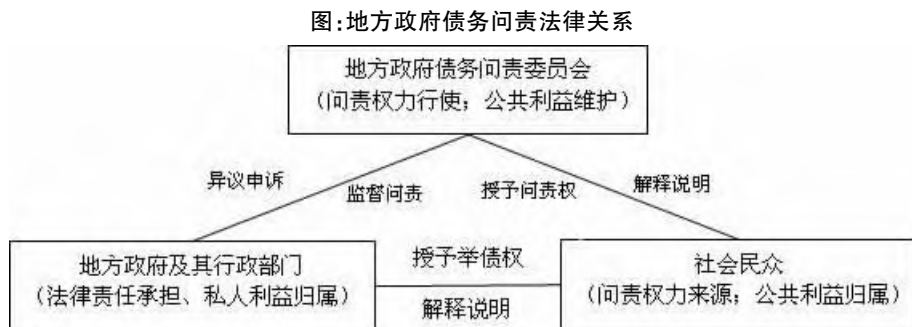 图:地方政府债务问责法律关系
地方政府债务问责委员会
(问责权力行使;公共利益维护)
异议申诉
监督问责
授予问责权
解释说明
地方政府及其行政部门
(法律责任承担、私人利益归属)
授予举债权
解释说明
社会民众
(问责权力来源;公共利益归属)